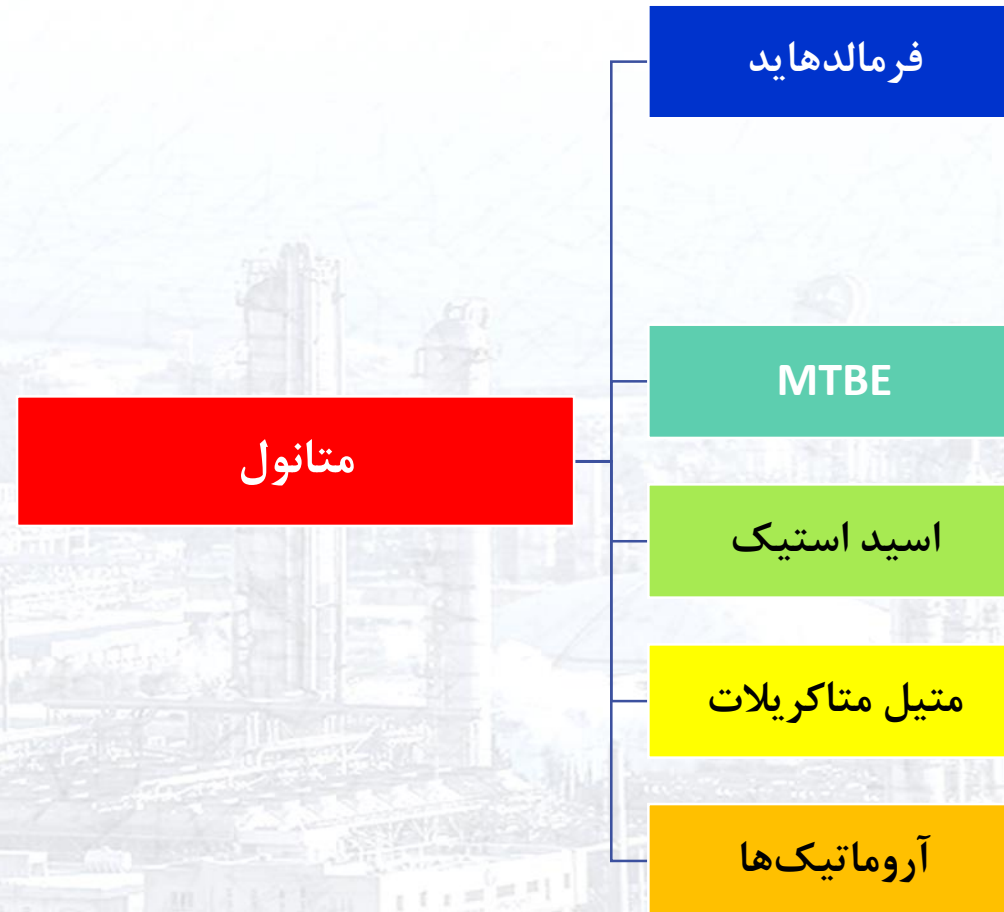 فرمالدهاید
MTBE
متانول
اسید استیک
متیل متاکریلات
آروماتیک‌ها